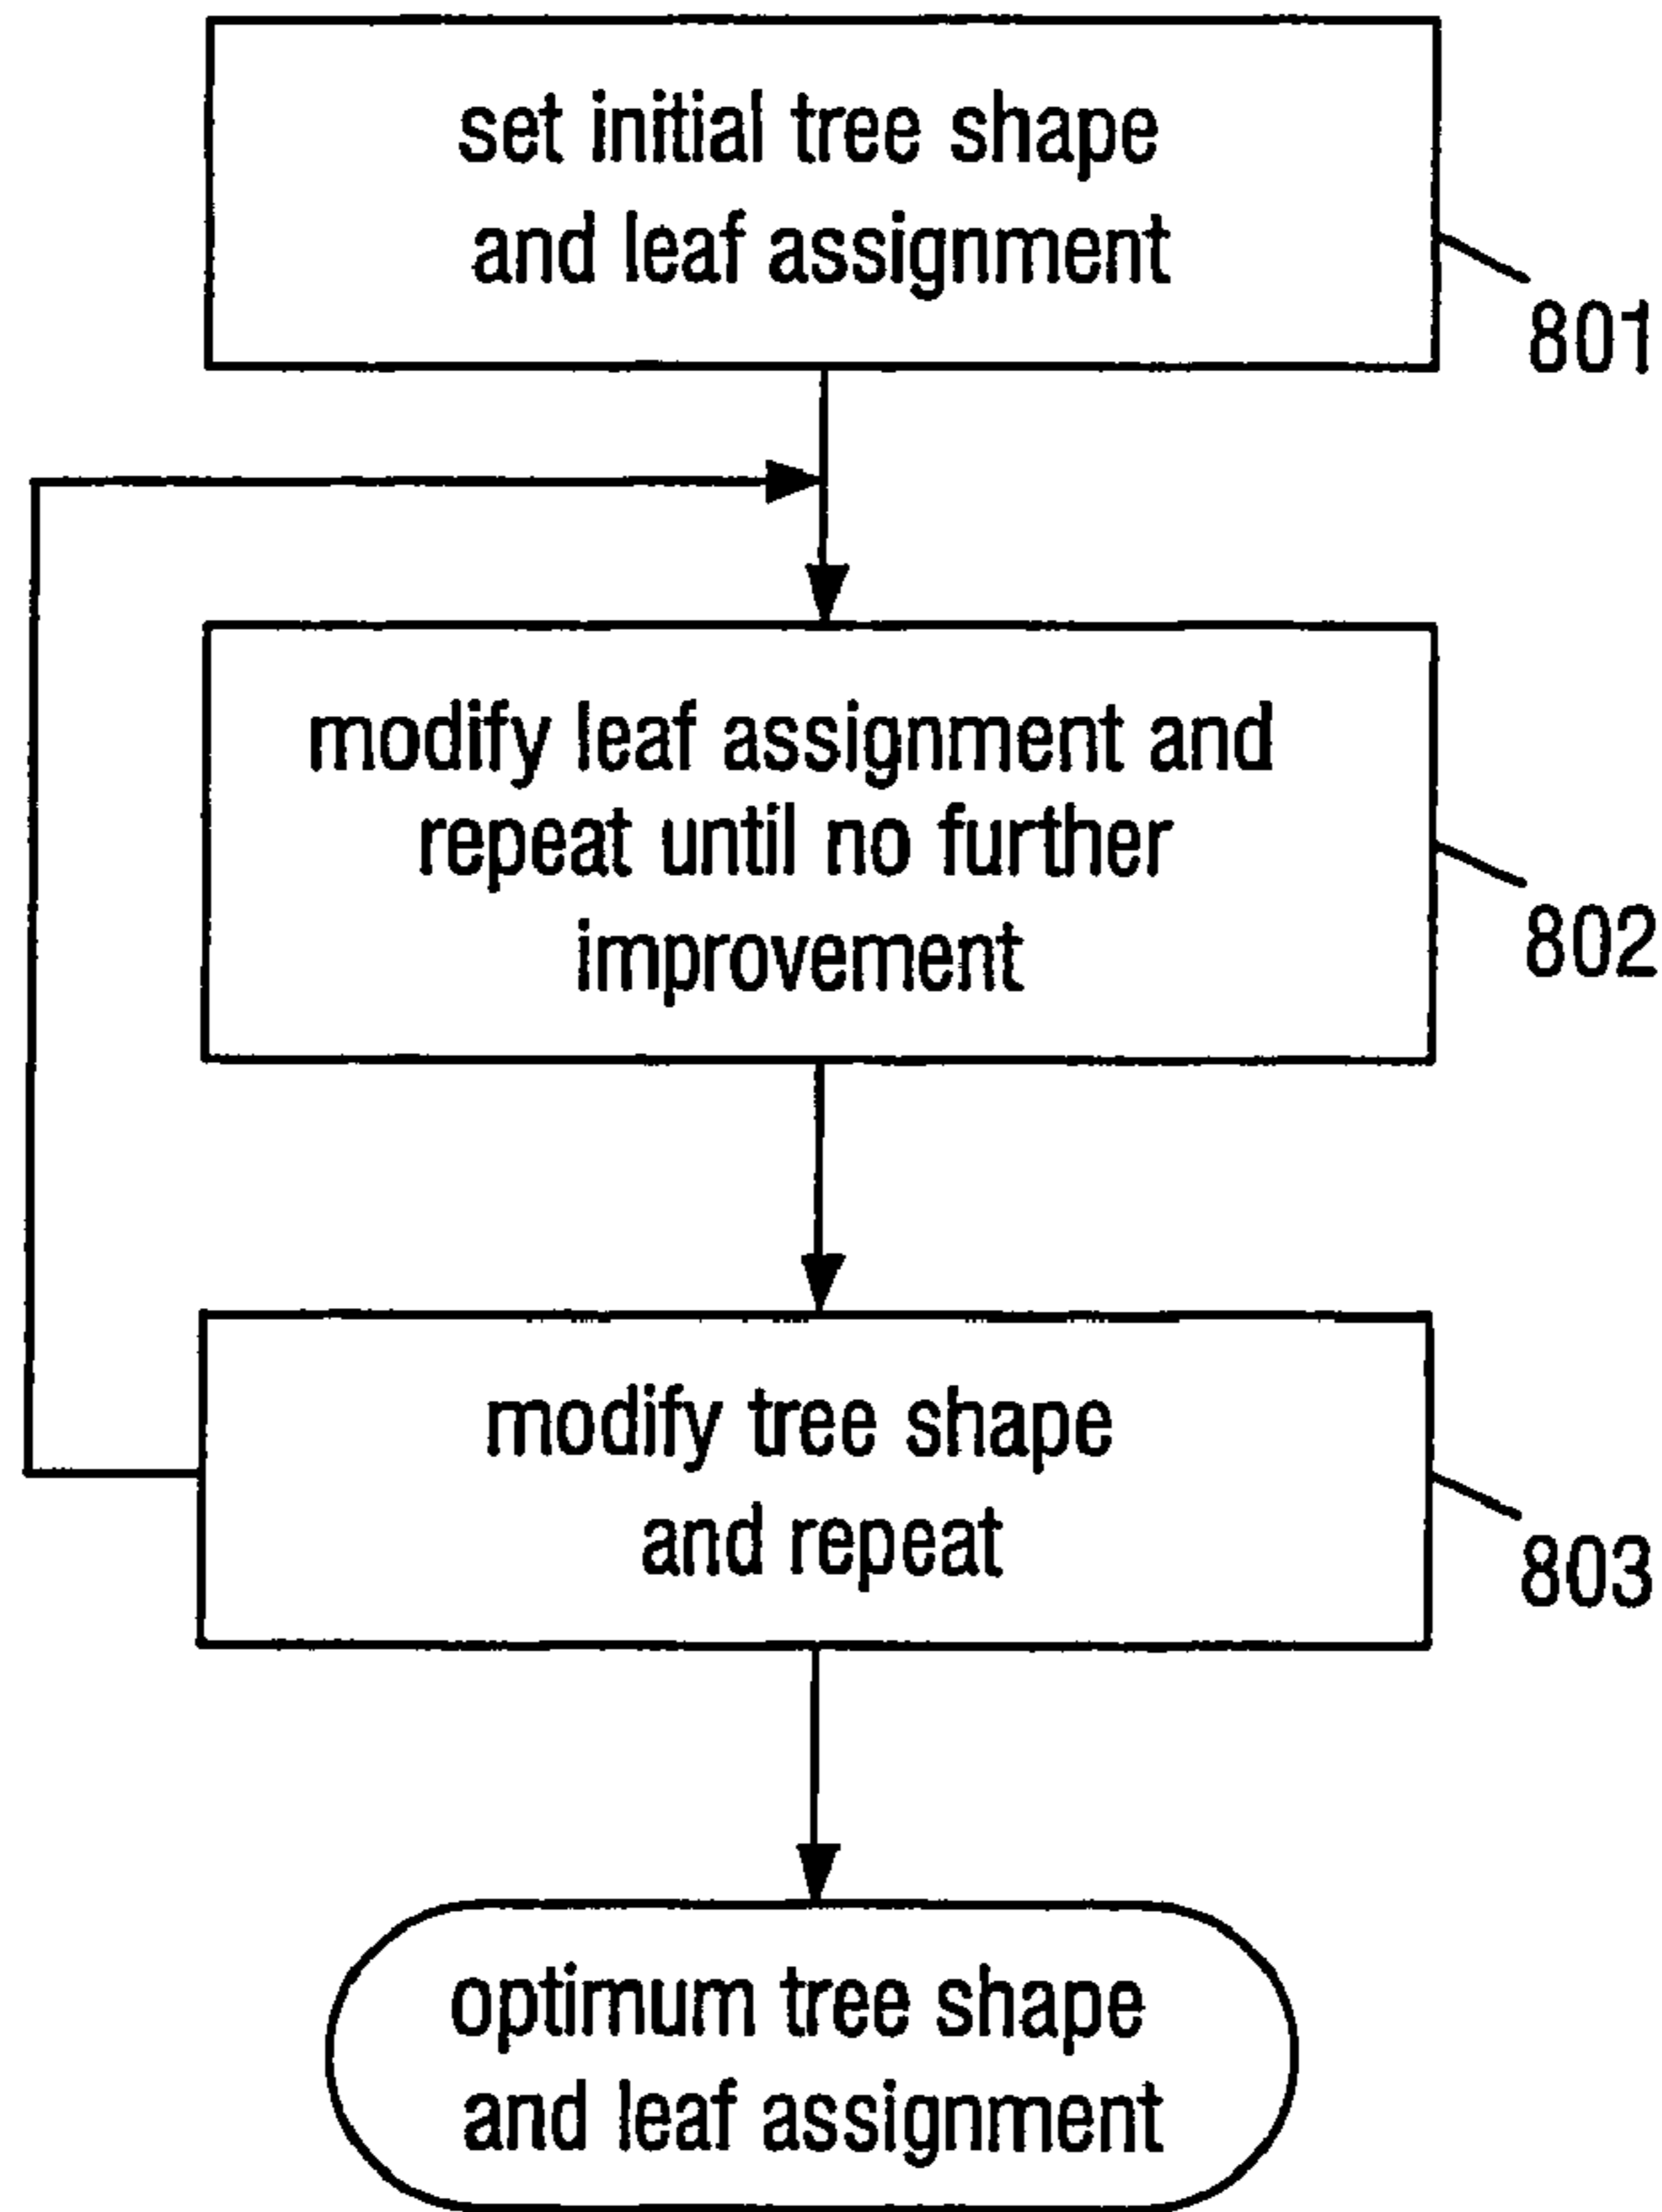 set initial tree shape
and leaf assignment
801
modify leaf assignment and
repeat until no further
improvement
802
modify tree shape
and repeat
803
optimum tree shape
and leaf assignment